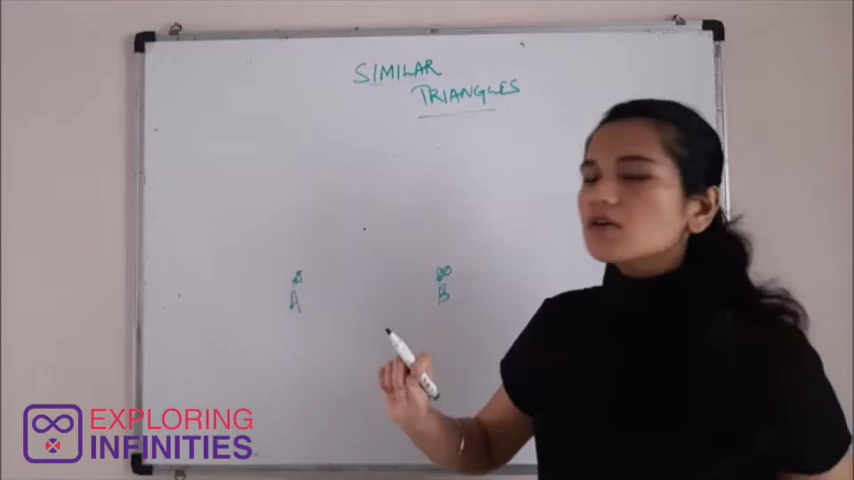 SIMILAR
TRIANGLES
A
B
EXPLORING
INFINITIES